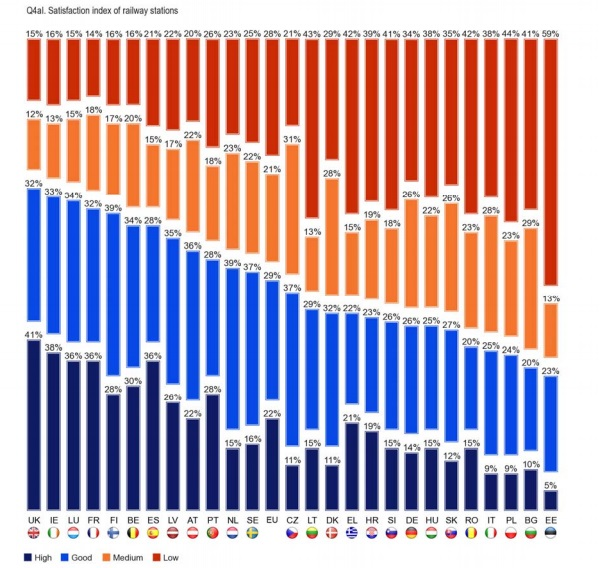 Q4al. Satisfaction index of railway stations
15% 16% 15% 14% 16% 16% 21% 22% 20% 26% 23% 25% 28% 21% 43% 29% 42% 39% 41% 34% 38% 35% 42% 38% 44% 41% 59%
12% 13% 15% 18% 17% 20% 15% 17% 22% 18% 23% 22% 21% 31% 13% 28% 15% 19% 18% 26% 22% 26% 23% 28% 23% 29% 13%
32% 33% 34% 32% 39% 34% 28% 35% 36% 28% 39% 37% 29% 37% 29% 32% 22% 23% 26% 26% 25% 27% 20% 25% 24% 20% 23%
41% 38% 36% 36% 28% 30% 36% 26% 22% 28% 15% 16% 22% 11% 15% 11% 21% 19% 15% 14% 15% 12% 15% 9% 9% 10% 5%
UK IE LU FR FI BE ES LV AT PT NL SE EU CZ LT DK EL HR SI DE HU SK RO IT PL BG EE
High Good Medium Low